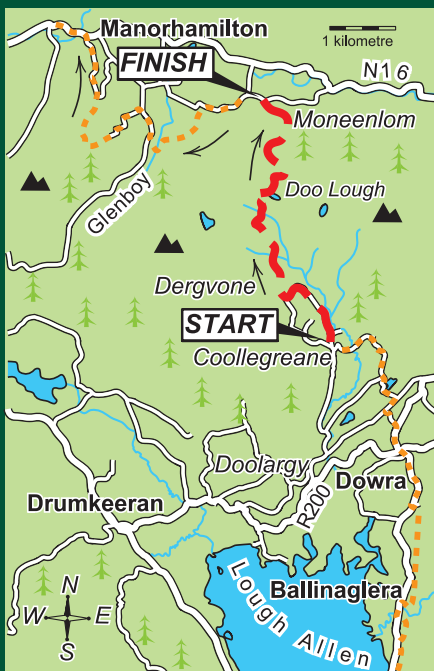 Manorhamilton
1 kilometre
FINISH
N16
Moneenlom
Doo Lough
Glenboy
Dergvone
START
Coollegreane
Doolargy
Dowra
R200
Drumkeeran
Ballinaglera
Lough Allen
N
W E
S